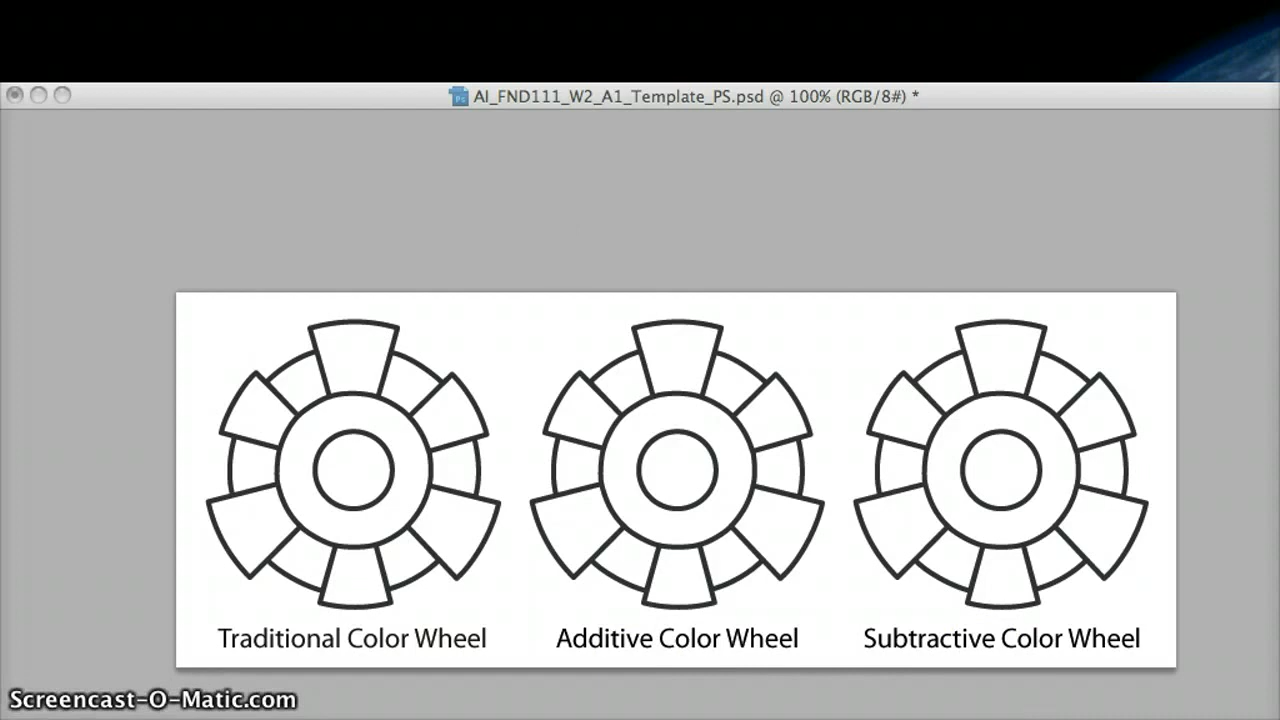 AI_FND111_W2_A1_Template_PS.psd @ 100% (RGB/8#) *
Traditional Color Wheel
Additive Color Wheel
Subtractive Color Wheel
Screencast-O-Matic.com